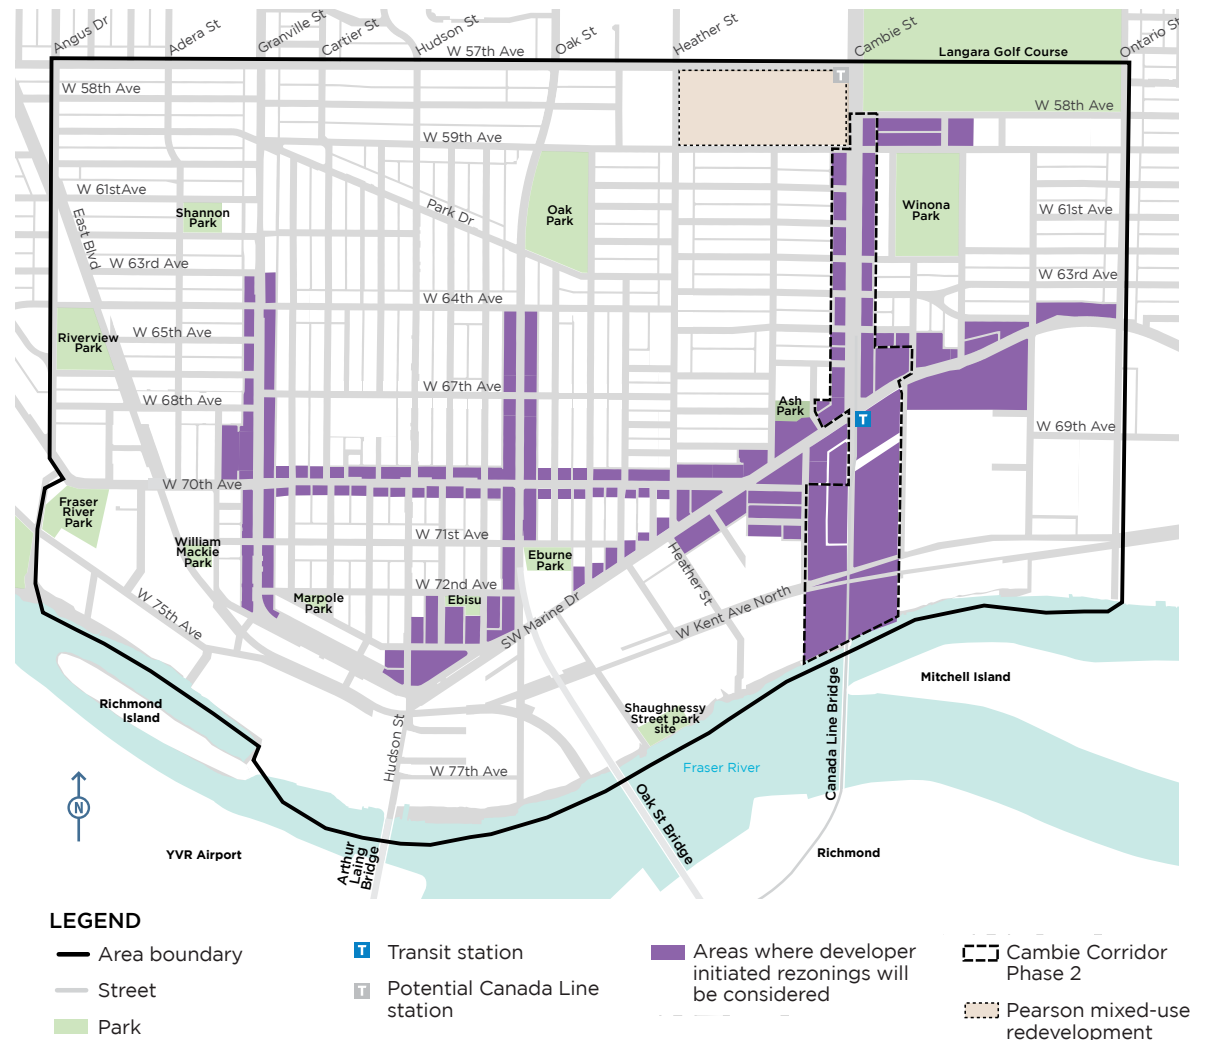 Angus Dr
Adera St
Granville St
Cartier St
Hudson St
Oak St
Heather St
Cambie St
Ontario St
W 57th Ave
Langara Golf Course
T
W 58th Ave
W 58th Ave
W 59th Ave
W 61stAve
Shannon
Park
Park Dr
Oak
Park
Winona
Park
W 61st Ave
East Blvd
W 63rd Ave
W 63rd Ave
W 64th Ave
Riverview
Park
W 65th Ave
W 67th Ave
W 68th Ave
Ash
Park
T
W 69th Ave
W 70th Ave
Fraser
River
Park
William
Mackie
Park
W 71st Ave
Eburne
Park
Heather St
W 72nd Ave
Marpole
Park
Ebisu
SW Marine Dr
W Kent Ave North
W 75th Ave
Richmond
Island
Hudson St
Shaughnessy
Street park
site
Canada Line Bridge
Mitchell Island
W 77th Ave
Fraser River
N
Oak St Bridge
YVR Airport
Arthur
Laing
Bridge
Richmond
LEGEND
Area boundary
Street
Park
T Transit station
T Potential Canada Line
station
Areas where developer
initiated rezonings will
be considered
Cambie Corridor
Phase 2
Pearson mixed-use
redevelopment